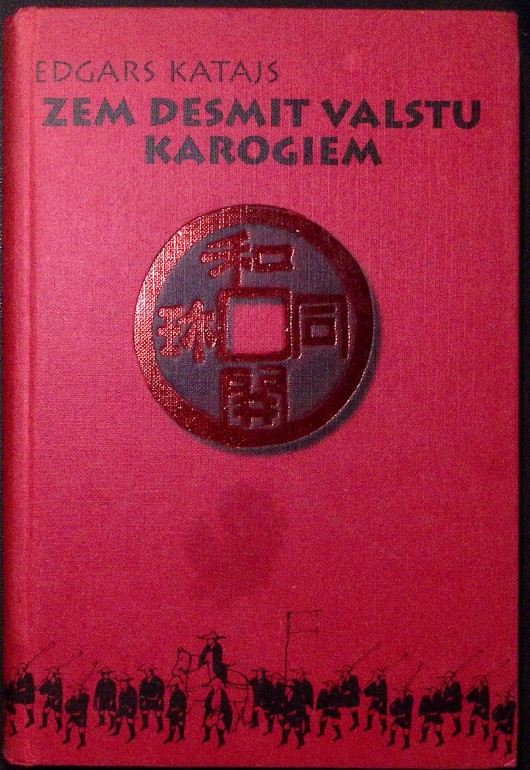 EDGARS KATAJS
ZEM DESMIT VALSTU
KAROGIEM
和同開珎